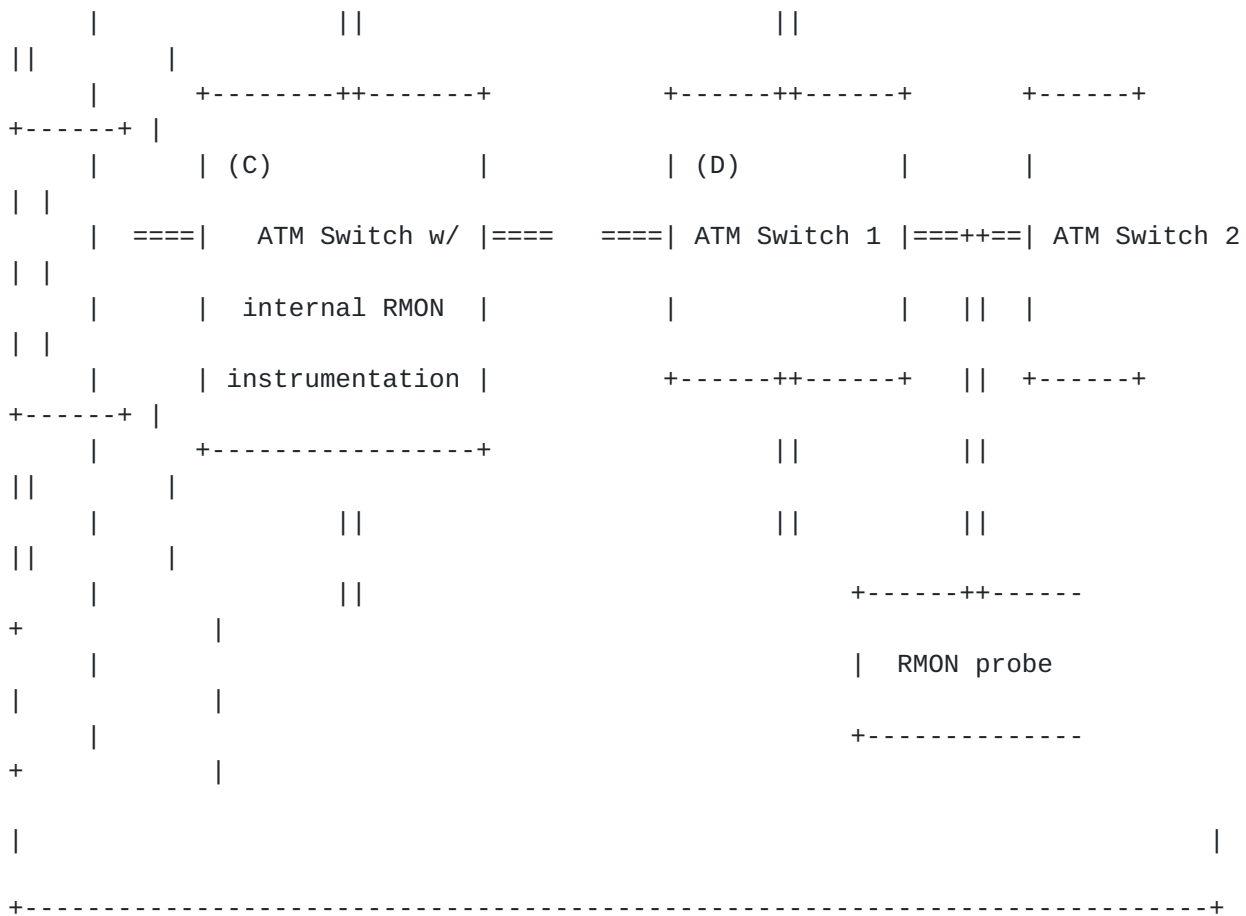 |               ||                          ||
||        |
     |      +--------++-------+           +------++------+       +------+
+------+ |
     |      | (C)             |           | (D)          |       |
| |
     |  ====|   ATM Switch w/ |====   ====| ATM Switch 1 |===++==| ATM Switch 2
| |
     |      |  internal RMON  |           |              |   ||  |
| |
     |      | instrumentation |           +------++------+   ||  +------+
+------+ |
     |      +-----------------+                  ||          ||
||        |
     |               ||                          ||          ||
||        |
     |               ||                               +------++------
+            |
     |                                                |  RMON probe
|            |
     |                                                +--------------
+            |

|                                                                          |

+--------------------------------------------------------------------------+